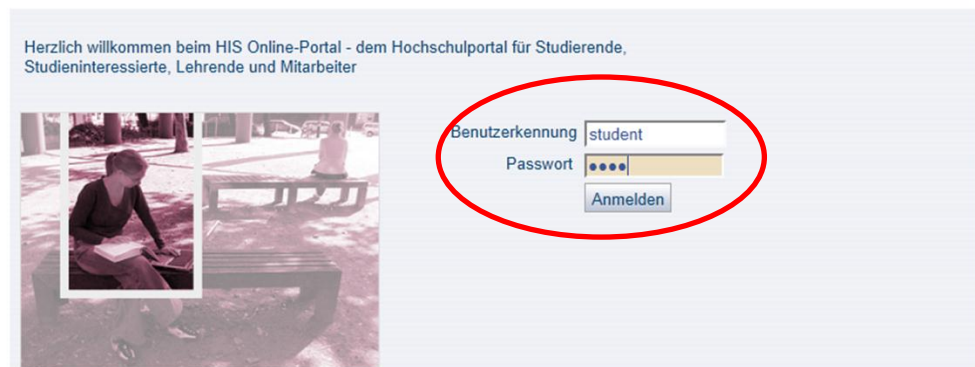 Herzlich willkommen beim HIS Online-Portal - dem Hochschulportal für Studierende,
Studieninteressierte, Lehrende und Mitarbeiter
Benutzerkennung student
Passwort ••••
Anmelden